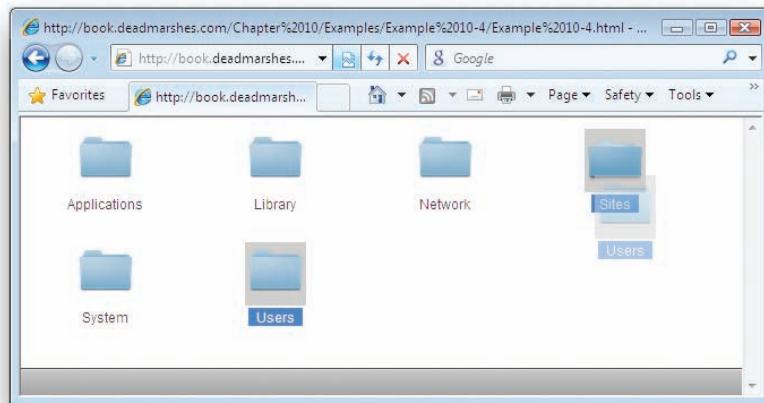 http://book.deadmarshes.com/Chapter%2010/Examples/Example%2010-4/Example%2010-4.html - ...
http://book.deadmarshes.... Google
Favorites http://book.deadmarsh... Page Safety Tools »
Applications Library Network Sites
Users
System Users